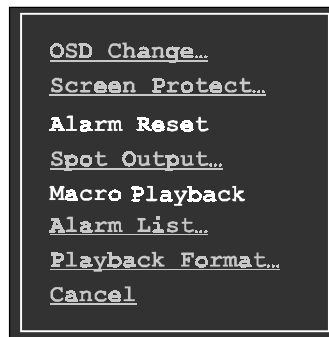 OSD Change…
Screen Protect…
Alarm Reset
Spot Output…
Macro Playback
Alarm List…
Playback Format…
Cancel